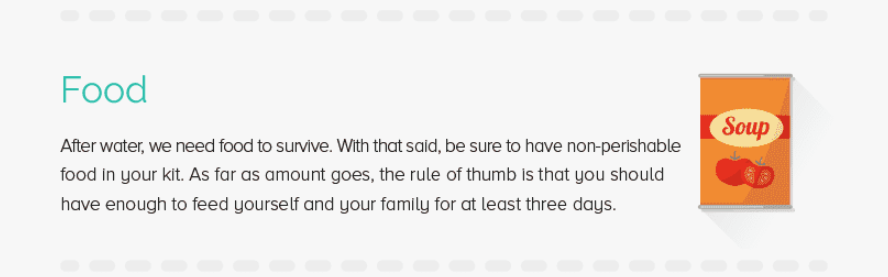 Food
After water, we need food to survive. With that said, be sure to have non-perishable
food in your kit. As far as amount goes, the rule of thumb is that you should
have enough to feed yourself and your family for at least three days.
Soup